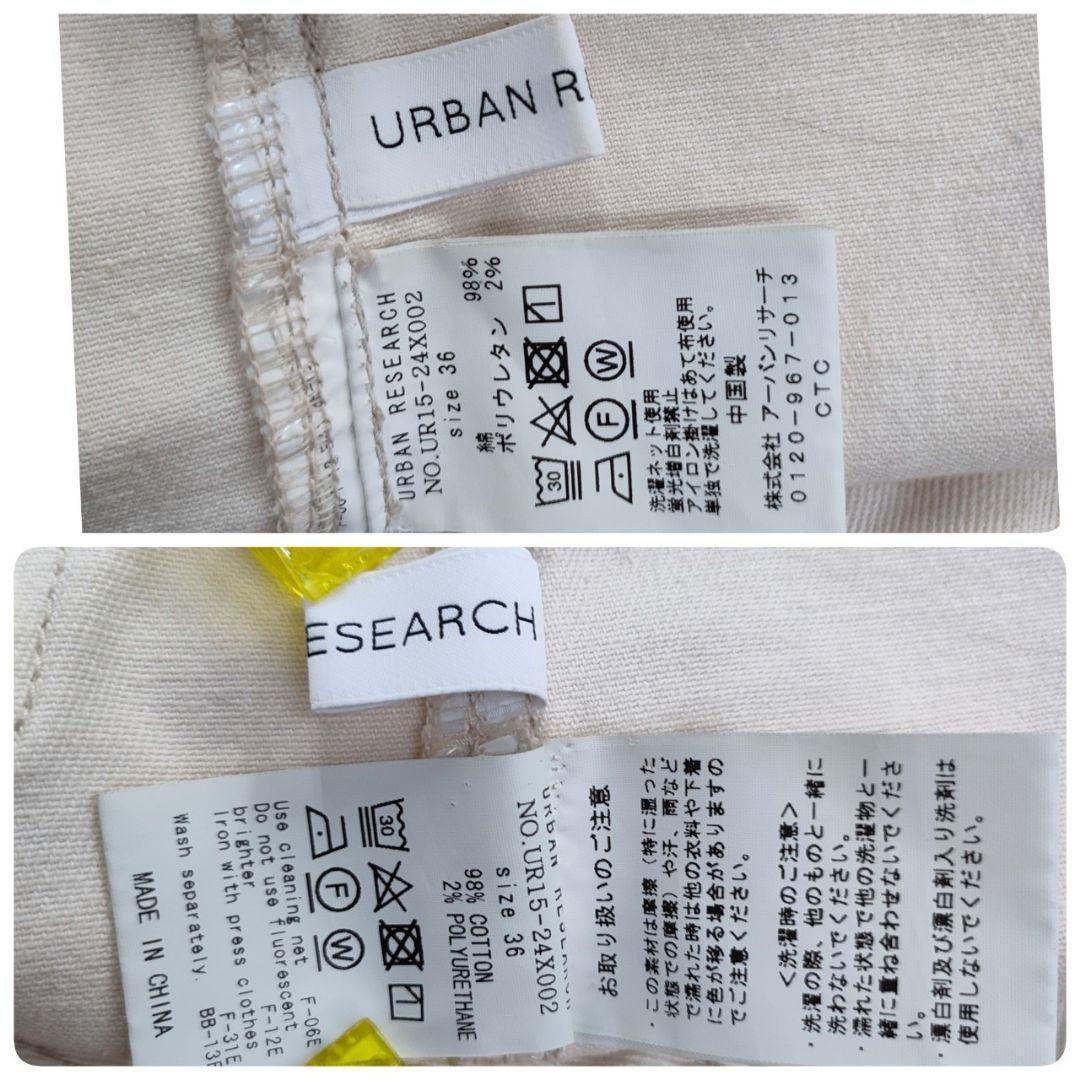 URBAN R
URBAN RESEARCH
NO.UR15-24X002
size 36
綿 98%
ポリウレタン 2%
30
F
W
洗濯ネット使用
蛍光増白剤禁止
アイロン掛けはあて布使用
単独で洗濯してください。
中国製
株式会社 アーバンリサーチ
0120-967-013
CTC
ESEARCH
URBAN RESEARCH
NO.UR15-24X002
size 36
98% COTTON
2% POLYURETHANE
30
F
W
Use cleaning net F-06E
Do not use fluorescent
brighter F-12E
Iron with press clothes
F-31E
Wash separately. BB-13E
MADE IN CHINA
お取り扱いのご注意
・この素材は摩擦（特に湿った
状態での摩擦）や汗、雨など
で濡れた時は他の衣料や下着
に色が移る場合がありますの
でご注意ください。
＜洗濯時のご注意＞
・洗濯の際、他のものと一緒に
洗わないでください。
・濡れた状態で他の洗濯物と一
緒に重ね合わせないでくださ
い。
・漂白剤及び漂白剤入り洗剤は
使用しないでください。